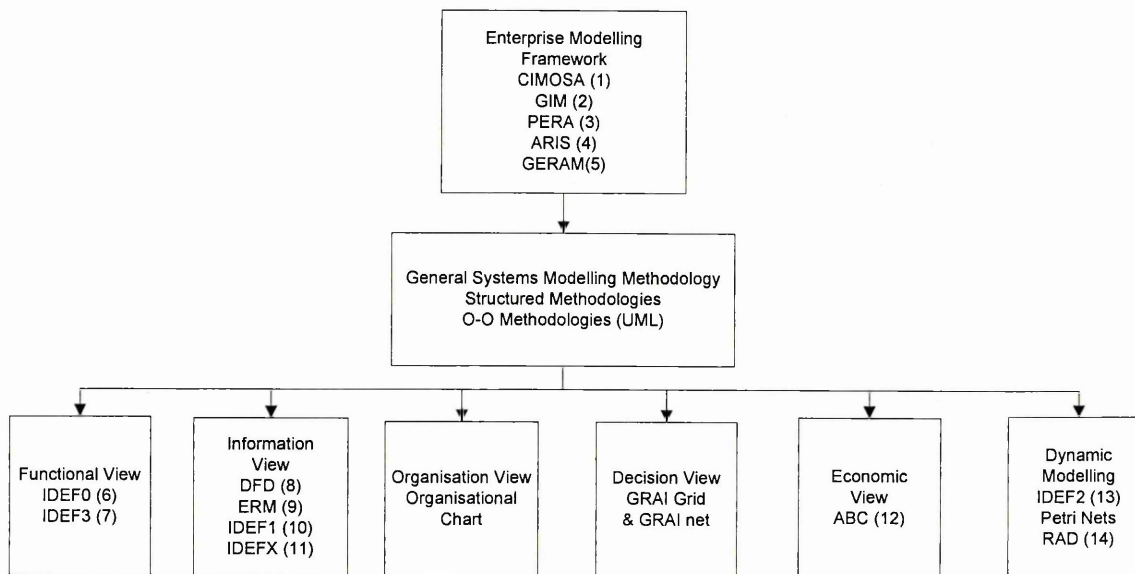 Enterprise Modelling
Framework
CIMOSA (1)
GIM (2)
PERA (3)
ARIS (4)
GERAM(5)
General Systems Modelling Methodology
Structured Methodologies
O-O Methodologies (UML)
Functional View
IDEF0 (6)
IDEF3 (7)
Information
View
DFD (8)
ERM (9)
IDEF1 (10)
IDEFX (11)
Organisation View
Organisational
Chart
Decision View
GRAI Grid
& GRAI net
Economic
View
ABC (12)
Dynamic
Modelling
IDEF2 (13)
Petri Nets
RAD (14)